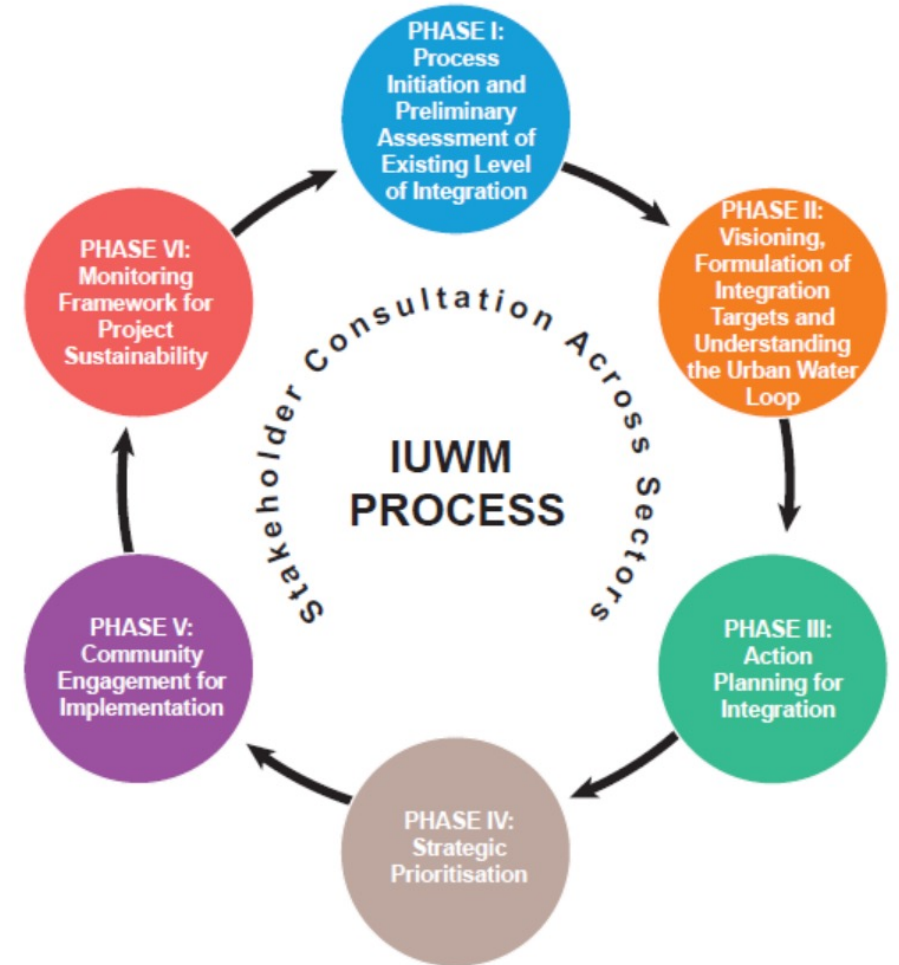 PHASE I:
Process
Initiation and
Preliminary
Assessment of
Existing Level
of Integration
PHASE II:
Visioning,
Formulation of
Integration
Targets and
Understanding
the Urban Water
Loop
PHASE III:
Action
Planning for
Integration
PHASE IV:
Strategic
Prioritisation
PHASE V:
Community
Engagement for
Implementation
PHASE VI:
Monitoring
Framework for
Project
Sustainability
Stakeholder Consultation Across Sectors
IUWM
PROCESS